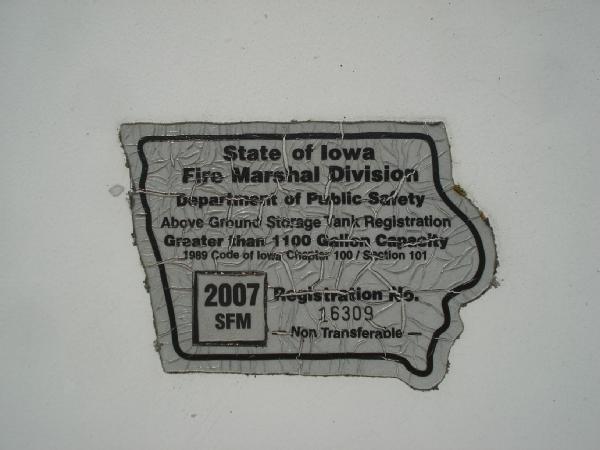 State of Iowa
Fire Marshal Division
Department of Public Safety
Above Ground Storage Tank Registration
Greater than 1100 Gallon Capacity
1989 Code of Iowa Chapter 100 / Section 101
2007
SFM
Registration No.
16309
— Non Transferable —